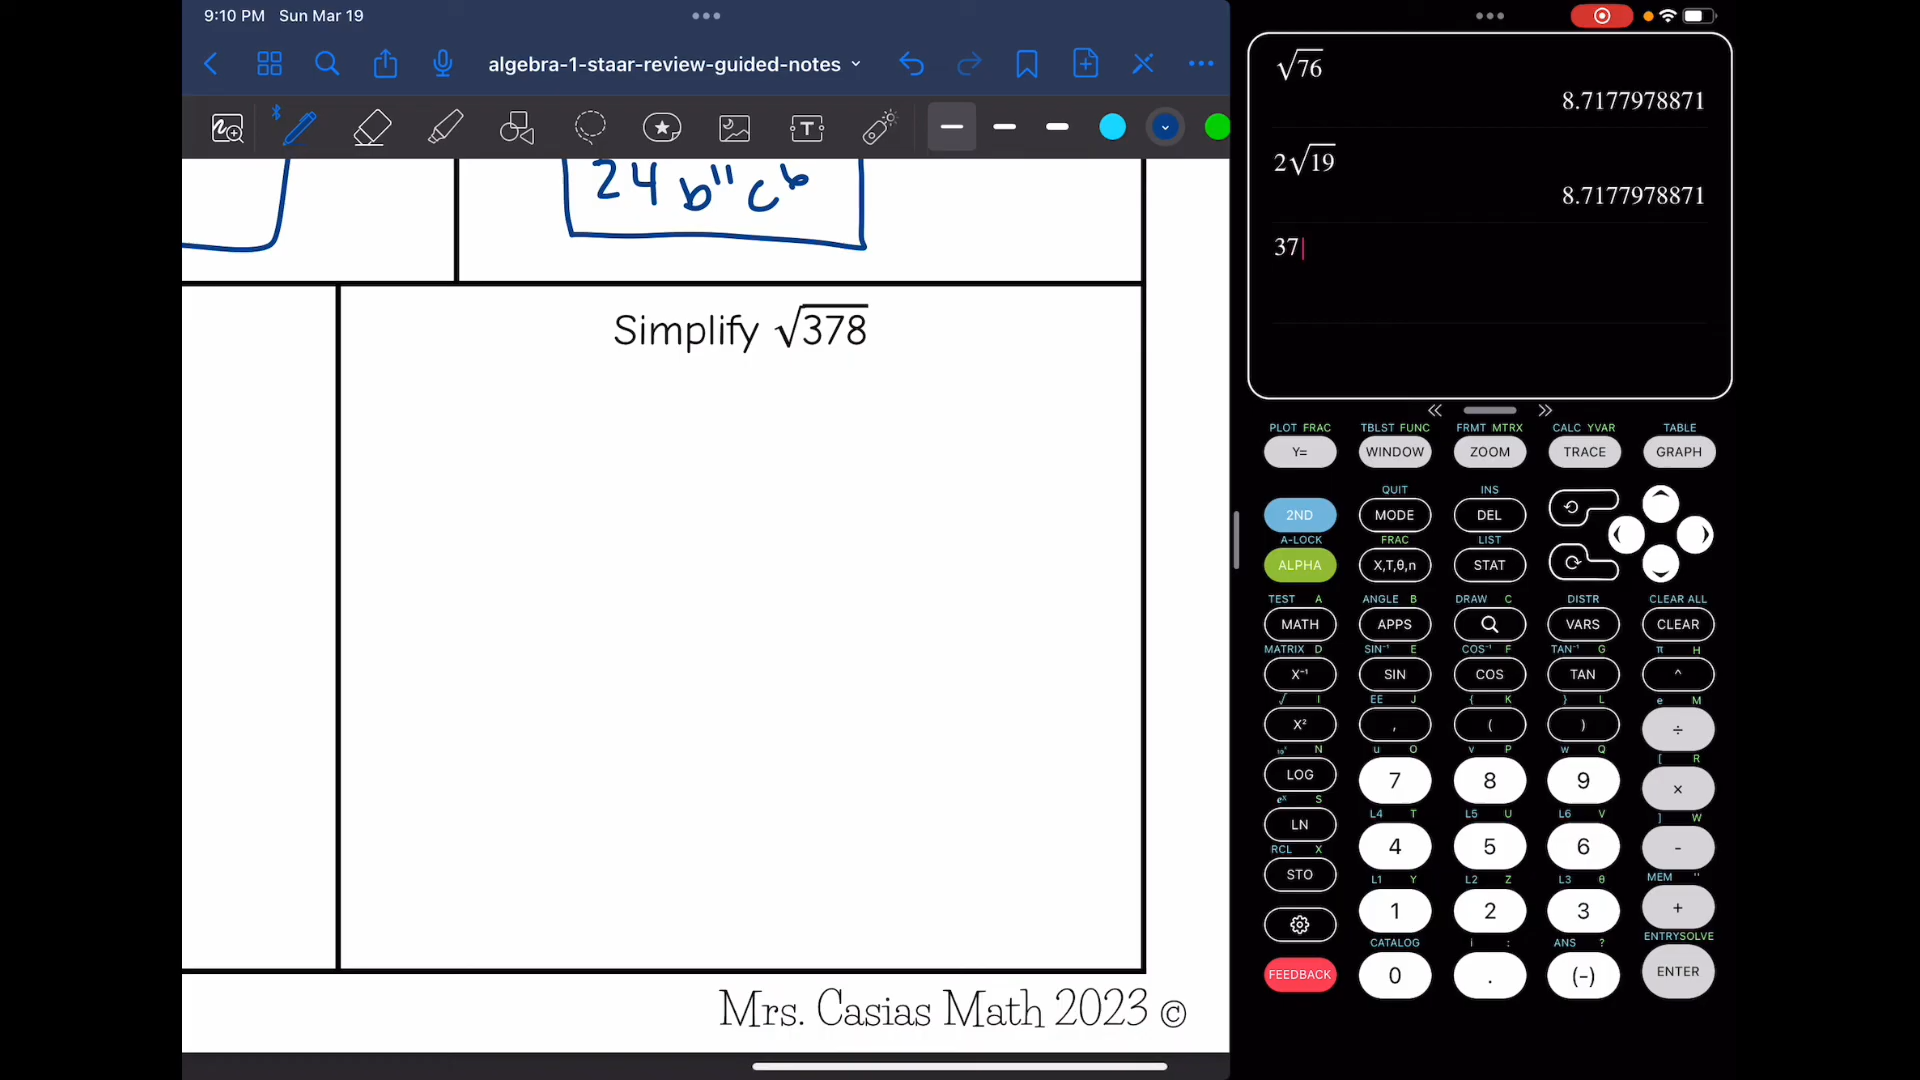 9:10 PM Sun Mar 19
algebra-1-staar-review-guided-notes
24 b¹¹ c⁶
Simplify √378
Mrs. Casias Math 2023 ©
√76
8.7177978871
2√19
8.7177978871
37
PLOT FRAC TBLST FUNC FRMT MTRX CALC YVAR TABLE
Y= WINDOW ZOOM TRACE GRAPH
QUIT INS
2ND MODE DEL
A-LOCK FRAC LIST
ALPHA X,T,θ,n STAT
TEST A ANGLE B DRAW C DISTR CLEAR ALL
MATH APPS VARS CLEAR
MATRIX D SIN⁻¹ E COS⁻¹ F TAN⁻¹ G π H
X⁻¹ SIN COS TAN ^
√ I EE J { K } L e M
X² , ( ) ÷
10ˣ N u O v P w Q [ R
LOG 7 8 9 ×
eˣ S L4 T L5 U L6 V ] W
LN 4 5 6 -
RCL X L1 Y L2 Z L3 θ MEM "
STO 1 2 3 +
CATALOG i : ANS ? ENTRY SOLVE
FEEDBACK 0 . (-) ENTER